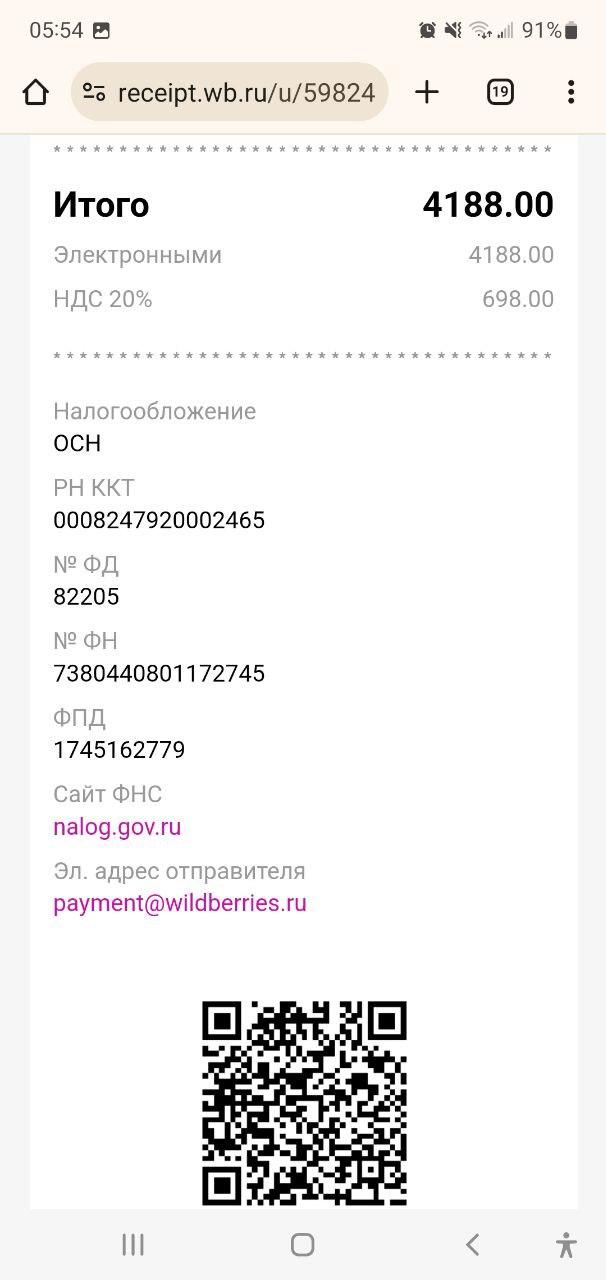 05:54 91%
receipt.wb.ru/u/59824 19
* * * * * * * * * * * * * * * * * * * * * * * * * * * * * * * * * *
Итого 4188.00
Электронными 4188.00
НДС 20% 698.00
* * * * * * * * * * * * * * * * * * * * * * * * * * * * * * * * * *
Налогообложение
ОСН
РН ККТ
0008247920002465
№ ФД
82205
№ ФН
7380440801172745
ФПД
1745162779
Сайт ФНС
nalog.gov.ru
Эл. адрес отправителя
payment@wildberries.ru